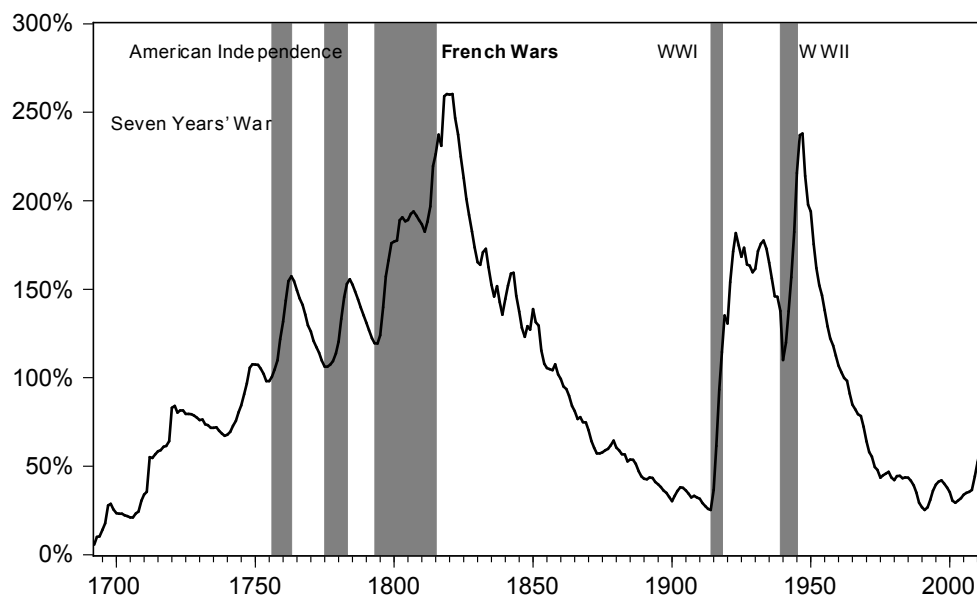 300%
American Independence
French Wars
WWI
WWII
250%
Seven Years' War
200%
150%
100%
50%
0%
1700 1750 1800 1850 1900 1950 2000